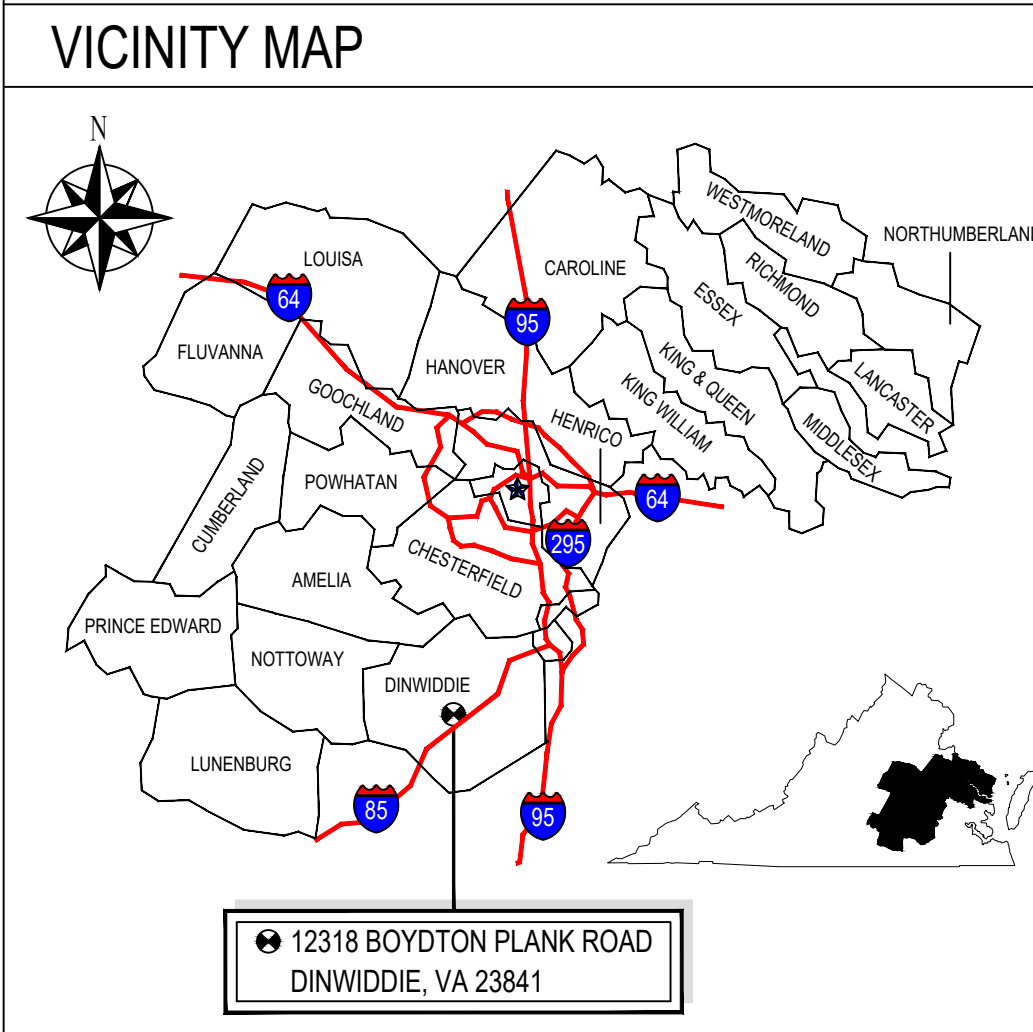 VICINITY MAP
N
WESTMORELAND
NORTHUMBERLAND
LOUISA
CAROLINE
RICHMOND
64
ESSEX
95
FLUVANNA
HANOVER
KING & QUEEN
LANCASTER
GOOCHLAND
KING WILLIAM
HENRICO
MIDDLESEX
POWHATAN
CUMBERLAND
64
295
CHESTERFIELD
AMELIA
PRINCE EDWARD
NOTTOWAY
DINWIDDIE
LUNENBURG
85
95
12318 BOYDTON PLANK ROAD
DINWIDDIE, VA 23841